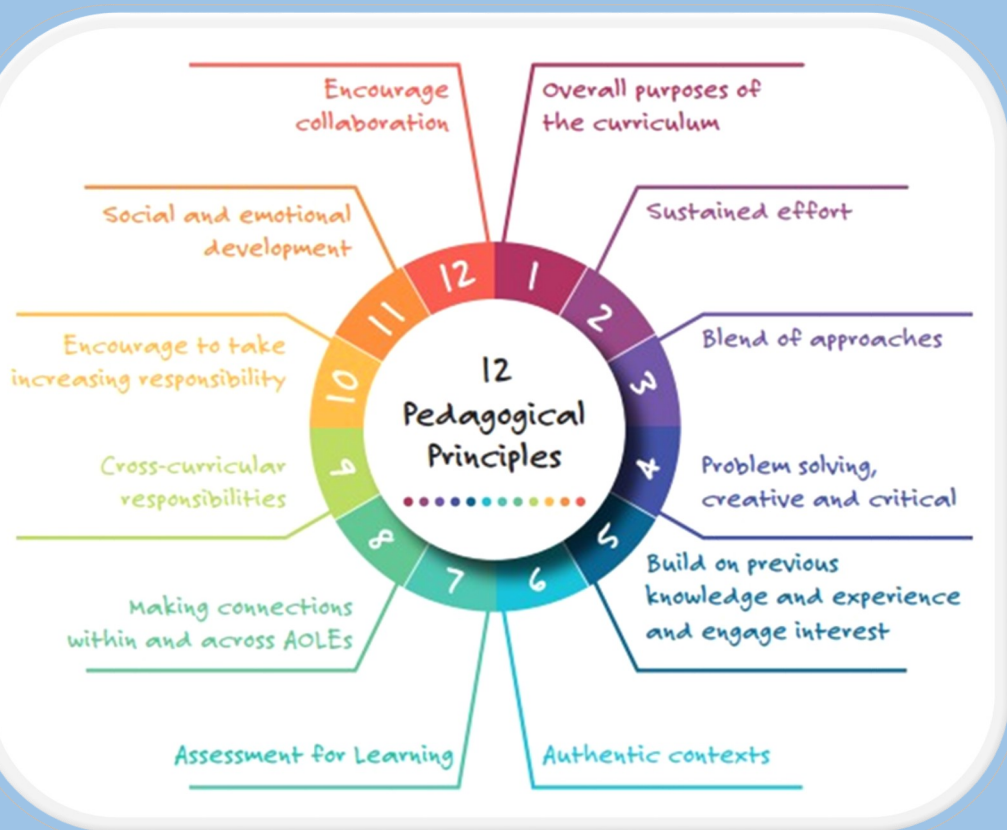 12
Pedagogical
Principles
1
Overall purposes of
the curriculum
2
Sustained effort
3
Blend of approaches
4
Problem solving,
creative and critical
5
Build on previous
knowledge and experience
and engage interest
6
Authentic contexts
7
Assessment for Learning
8
Making connections
within and across AOLEs
9
Cross-curricular
responsibilities
10
Encourage to take
increasing responsibility
11
Social and emotional
development
12
Encourage
collaboration